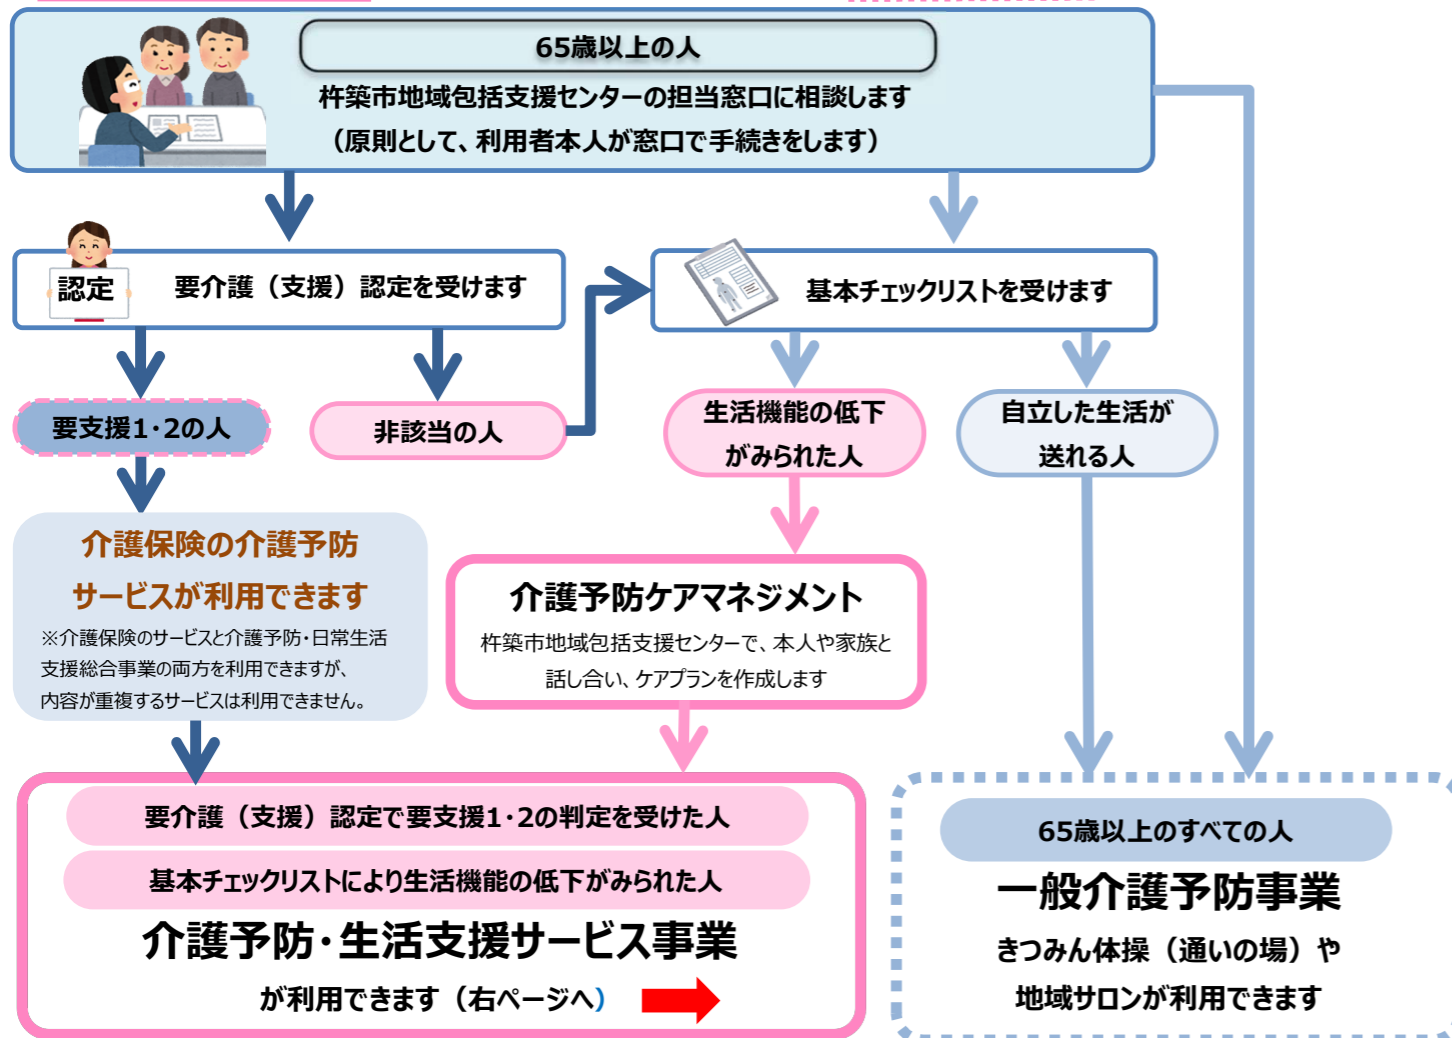 65歳以上の人
杵築市地域包括支援センターの担当窓口に相談します
（原則として、利用者本人が窓口で手続きをします）
認定
要介護（支援）認定を受けます
基本チェックリストを受けます
要支援1・2の人
非該当の人
生活機能の低下
がみられた人
自立した生活が
送れる人
介護保険の介護予防
サービスが利用できます
※介護保険のサービスと介護予防・日常生活
支援総合事業の両方を利用できますが、
内容が重複するサービスは利用できません。
介護予防ケアマネジメント
杵築市地域包括支援センターで、本人や家族と
話し合い、ケアプランを作成します
要介護（支援）認定で要支援1・2の判定を受けた人
基本チェックリストにより生活機能の低下がみられた人
介護予防・生活支援サービス事業
が利用できます（右ページへ）
65歳以上のすべての人
一般介護予防事業
きつみん体操（通いの場）や
地域サロンが利用できます